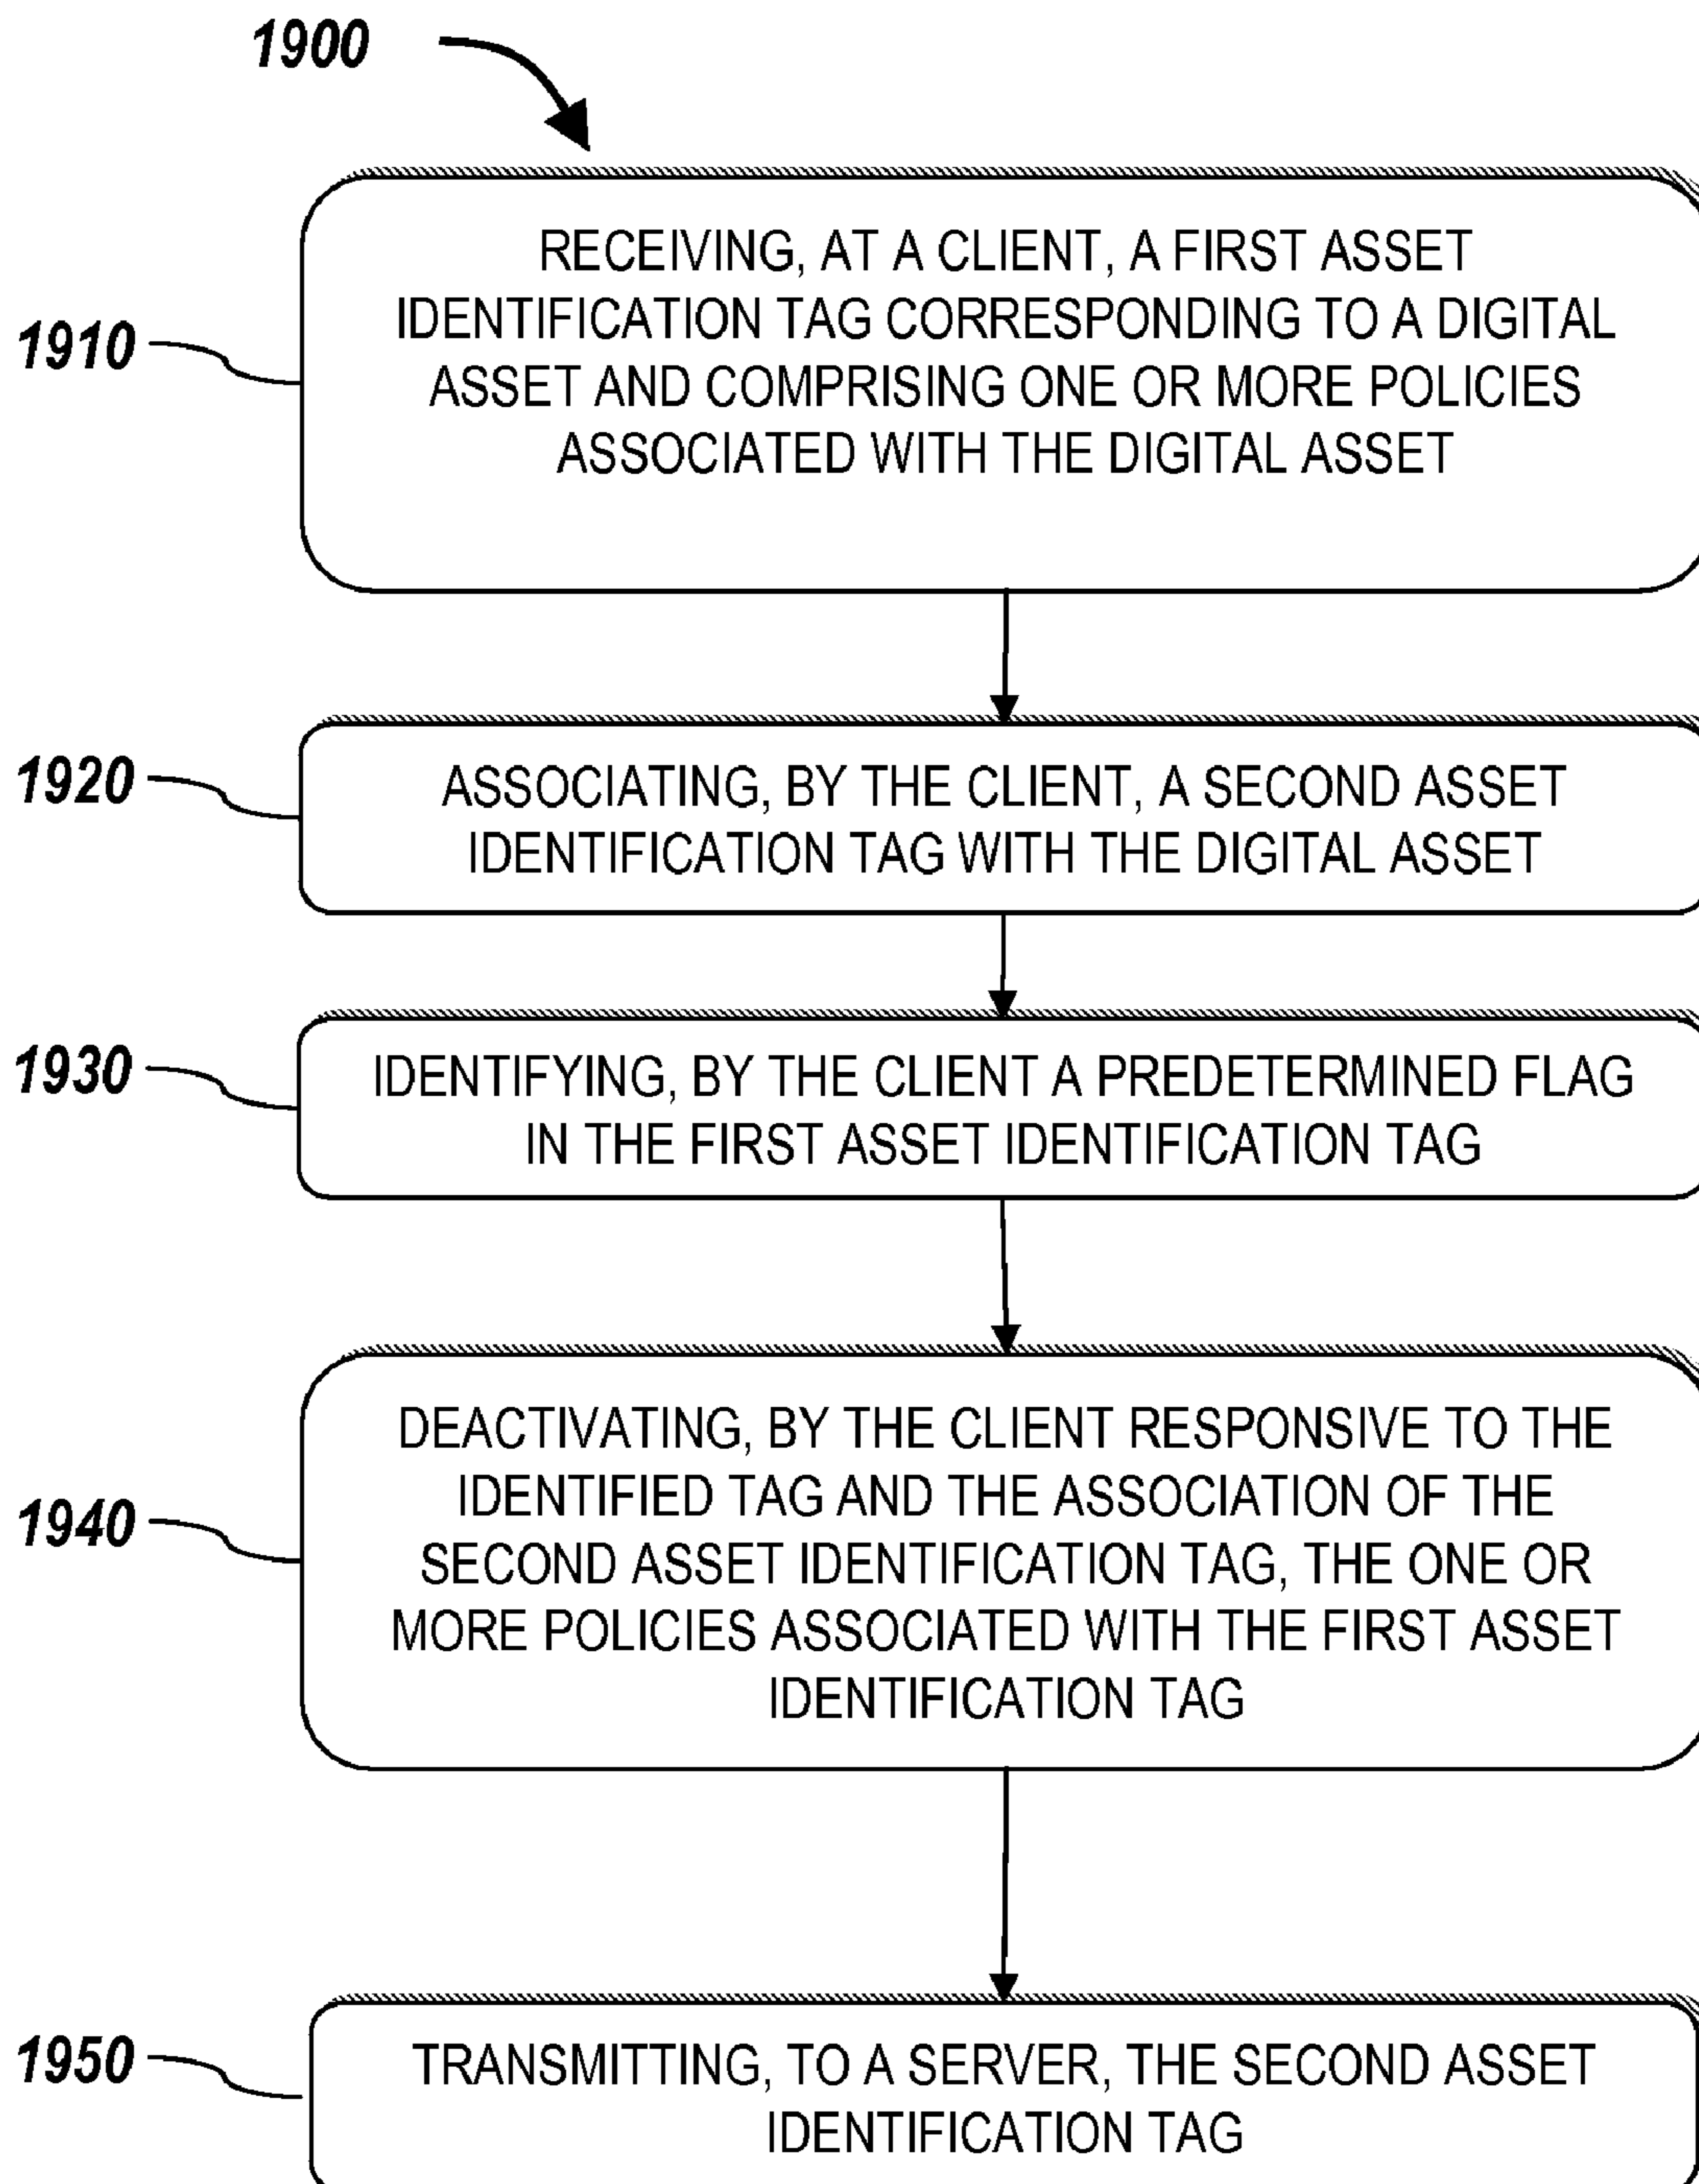 1900
1910
RECEIVING, AT A CLIENT, A FIRST ASSET
IDENTIFICATION TAG CORRESPONDING TO A DIGITAL
ASSET AND COMPRISING ONE OR MORE POLICIES
ASSOCIATED WITH THE DIGITAL ASSET
1920
ASSOCIATING, BY THE CLIENT, A SECOND ASSET
IDENTIFICATION TAG WITH THE DIGITAL ASSET
1930
IDENTIFYING, BY THE CLIENT A PREDETERMINED FLAG
IN THE FIRST ASSET IDENTIFICATION TAG
1940
DEACTIVATING, BY THE CLIENT RESPONSIVE TO THE
IDENTIFIED TAG AND THE ASSOCIATION OF THE
SECOND ASSET IDENTIFICATION TAG, THE ONE OR
MORE POLICIES ASSOCIATED WITH THE FIRST ASSET
IDENTIFICATION TAG
1950
TRANSMITTING, TO A SERVER, THE SECOND ASSET
IDENTIFICATION TAG